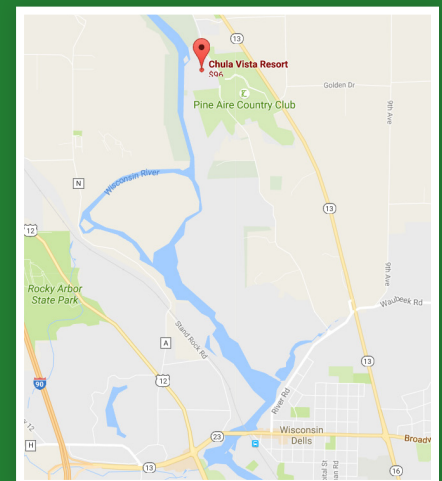 13
Chula Vista Resort
$96
Golden Dr
Pine Aire Country Club
9th Ave
Wisconsin River
N
13
12
9th Ave
Rocky Arbor
State Park
Waubeek Rd
Stand Rock Rd
A
13
90
12
River Rd
Wisconsin
Dells
23
Broadw
H
13
16